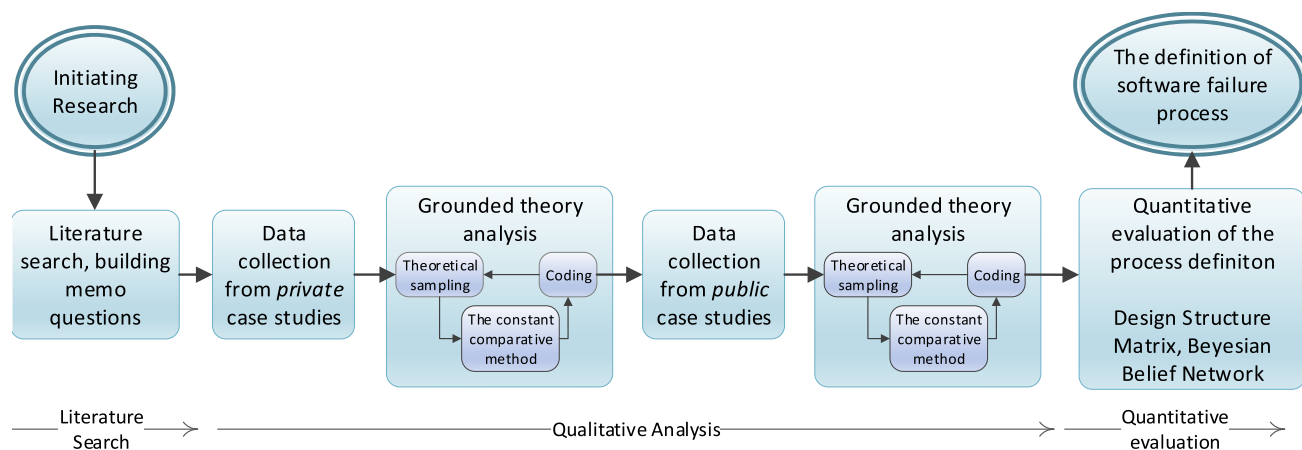 Initiating
Research
The definition of
software failure
process
Literature
search, building
memo
questions
Data
collection
from private
case studies
Grounded theory
analysis
Theoretical
sampling
Coding
The constant
comparative
method
Data
collection
from public
case studies
Grounded theory
analysis
Theoretical
sampling
Coding
The constant
comparative
method
Quantitative
evaluation of the
process definiton
Design Structure
Matrix, Beyesian
Belief Network
Literature
Search
Qualitative Analysis
Quantitative
evaluation